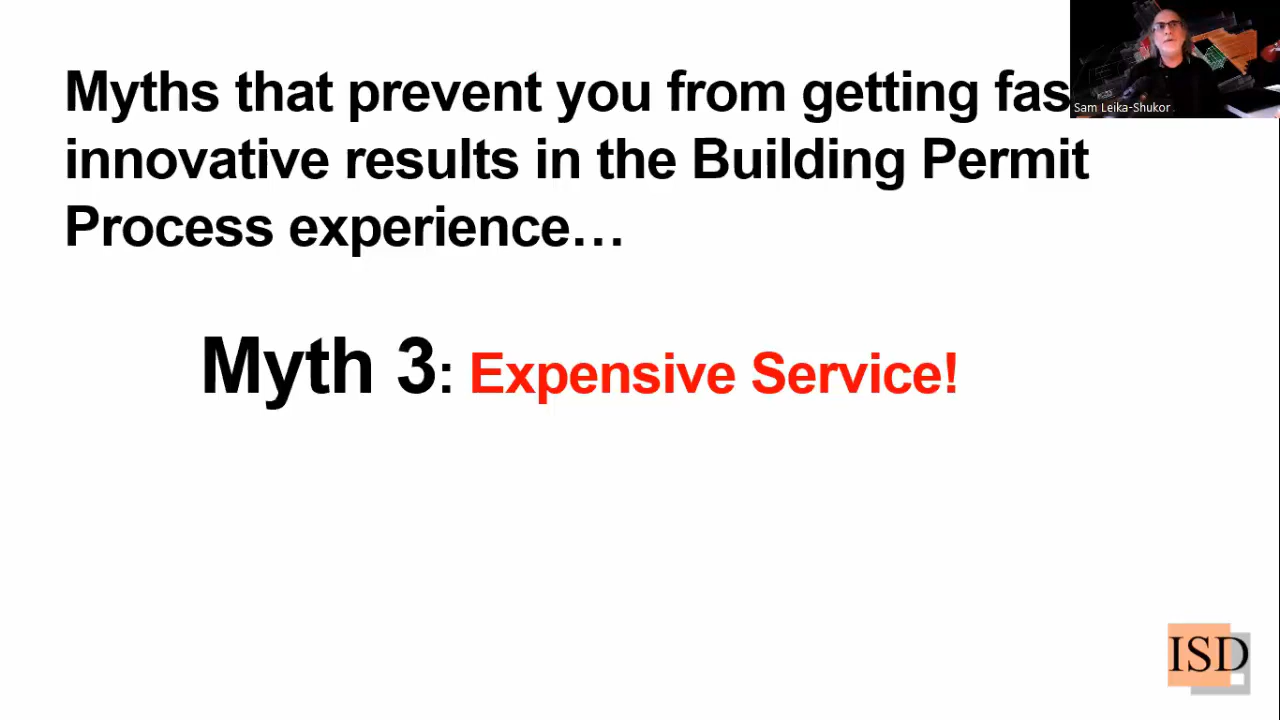 Myths that prevent you from getting fas
innovative results in the Building Permit
Process experience…
Myth 3: Expensive Service!
Sam Leika-Shukor
ISD